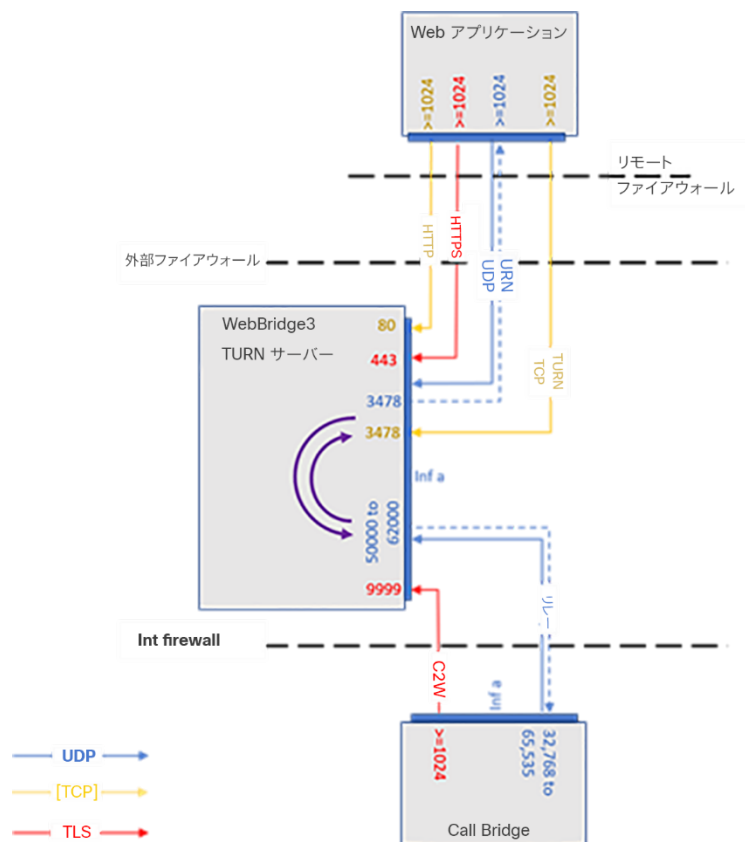 Web アプリケーション
>=1024
>=1024
>=1024
>=1024
リモート
ファイアウォール
外部ファイアウォール
HTTP
HTTPS
URN
UDP
TURN
TCP
WebBridge3
TURN サーバー
80
443
3478
3478
Inf a
50000 to
62000
9999
リレー
Int firewall
C2W
Inf a
>=1024
32,768 to
65,535
Call Bridge
UDP
[TCP]
TLS